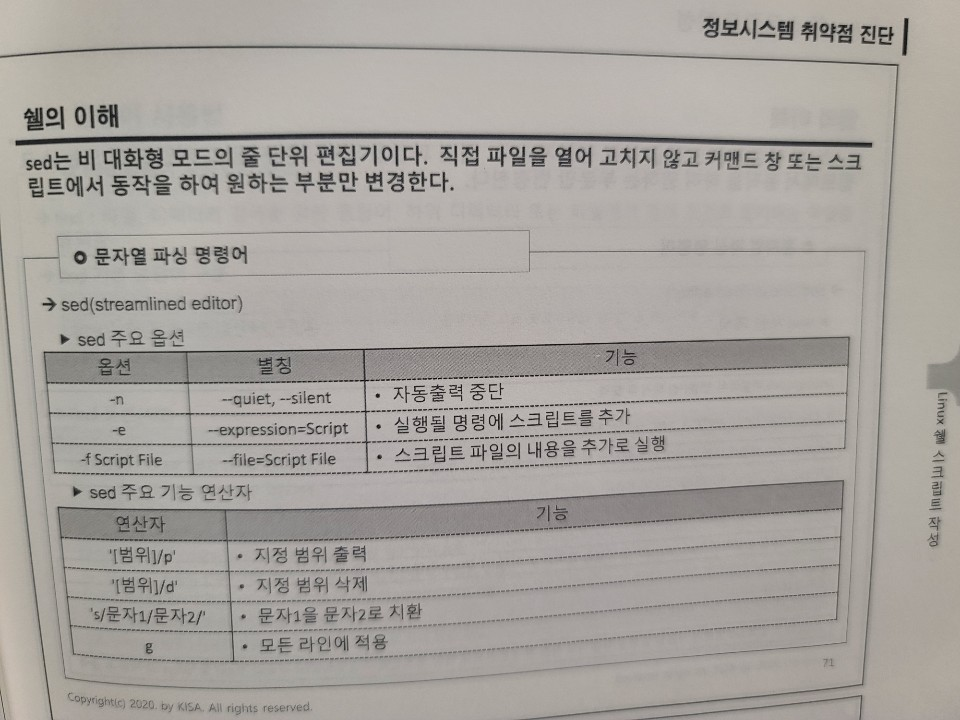 정보시스템 취약점 진단
쉘의 이해
sed는 비 대화형 모드의 줄 단위 편집기이다. 직접 파일을 열어 고치지 않고 커맨드 창 또는 스크
립트에서 동작을 하여 원하는 부분만 변경한다.
문자열 파싱 명령어
→ sed(streamlined editor)
▶ sed 주요 옵션
옵션 별칭 기능
-n --quiet, --silent • 자동출력 중단
-e --expression=Script • 실행될 명령에 스크립트를 추가
-f Script File --file=Script File • 스크립트 파일의 내용을 추가로 실행
▶ sed 주요 기능 연산자
연산자 기능
'[범위]/p' • 지정 범위 출력
'[범위]/d' • 지정 범위 삭제
's/문자1/문자2/' • 문자1을 문자2로 치환
g • 모든 라인에 적용
71
Copyright(c) 2020. by KISA. All rights reserved.
Linux 쉘 스크립트 작성